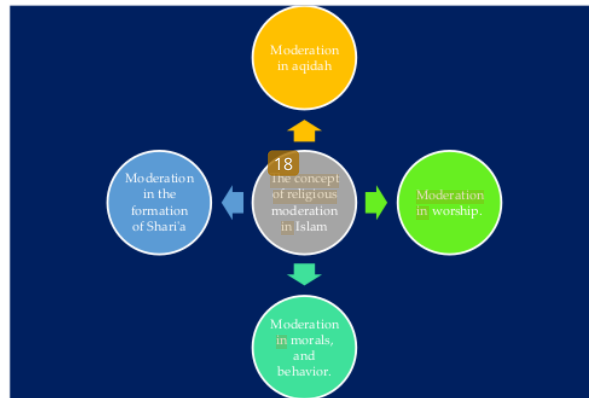 Moderation
in aqidah
Moderation
in the
formation
of Shari'a
18
The concept
of religious
moderation
in Islam
Moderation
in worship.
Moderation
in morals,
and
behavior.